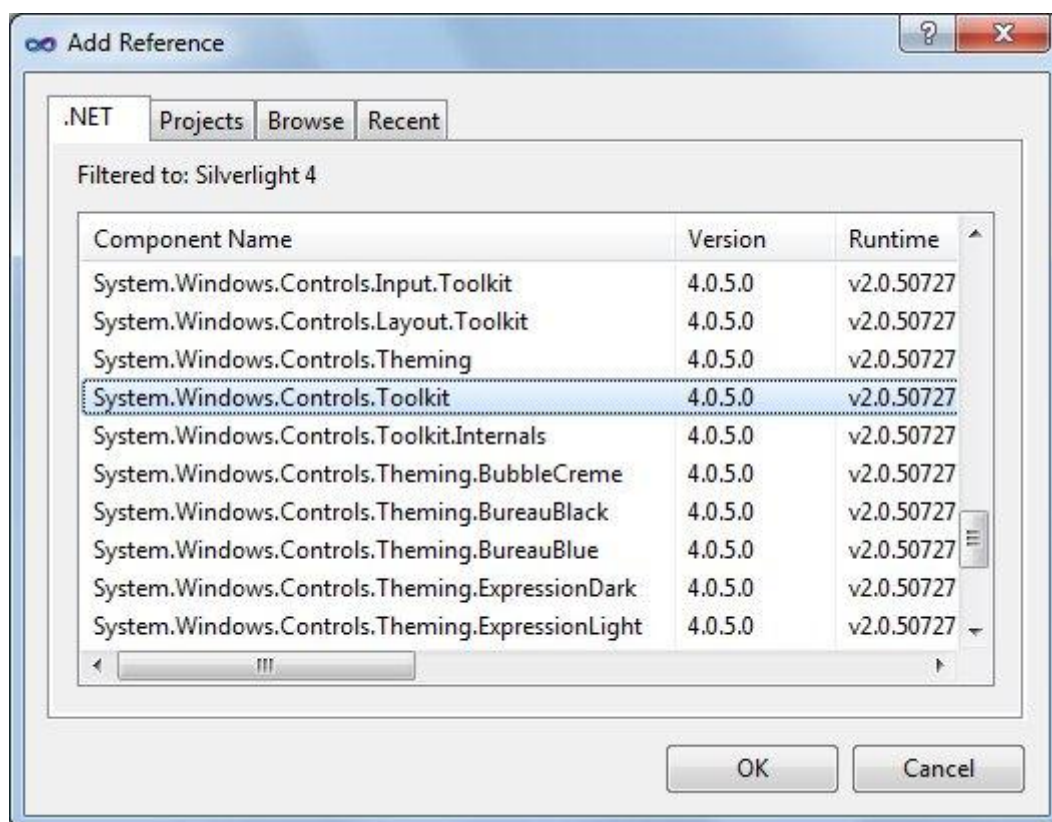 Add Reference
.NET Projects Browse Recent
Filtered to: Silverlight 4
Component Name Version Runtime
System.Windows.Controls.Input.Toolkit 4.0.5.0 v2.0.50727
System.Windows.Controls.Layout.Toolkit 4.0.5.0 v2.0.50727
System.Windows.Controls.Theming 4.0.5.0 v2.0.50727
System.Windows.Controls.Toolkit 4.0.5.0 v2.0.50727
System.Windows.Controls.Toolkit.Internals 4.0.5.0 v2.0.50727
System.Windows.Controls.Theming.BubbleCreme 4.0.5.0 v2.0.50727
System.Windows.Controls.Theming.BureauBlack 4.0.5.0 v2.0.50727
System.Windows.Controls.Theming.BureauBlue 4.0.5.0 v2.0.50727
System.Windows.Controls.Theming.ExpressionDark 4.0.5.0 v2.0.50727
System.Windows.Controls.Theming.ExpressionLight 4.0.5.0 v2.0.50727
OK Cancel